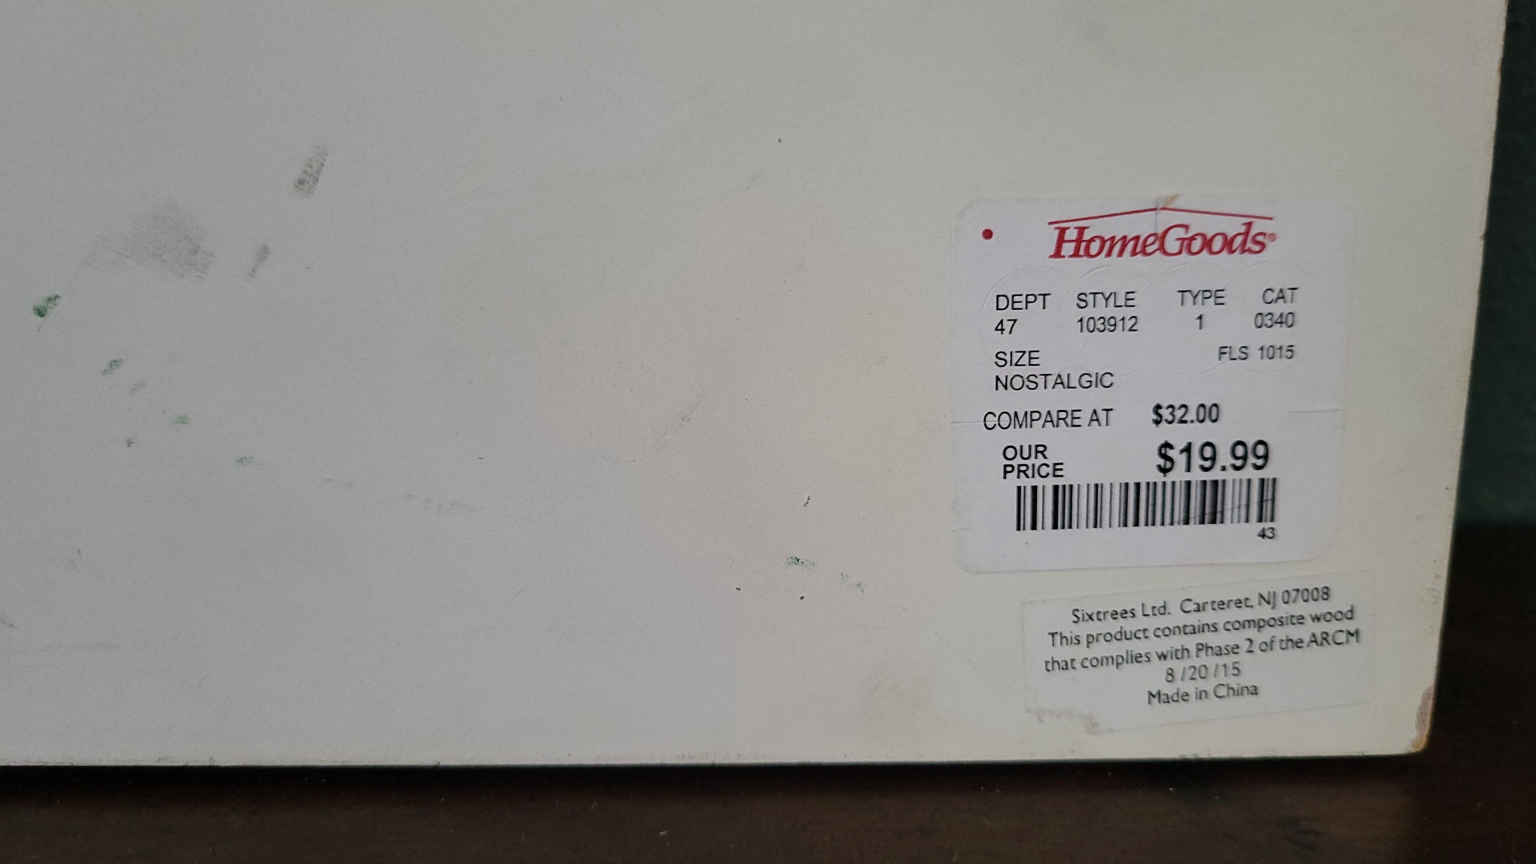 HomeGoods®
DEPT STYLE TYPE CAT
47 103912 1 0340
SIZE FLS 1015
NOSTALGIC
COMPARE AT $32.00
OUR
PRICE $19.99
43
Sixtrees Ltd. Carteret, NJ 07008
This product contains composite wood
that complies with Phase 2 of the ARCM
8 /20 /15
Made in China